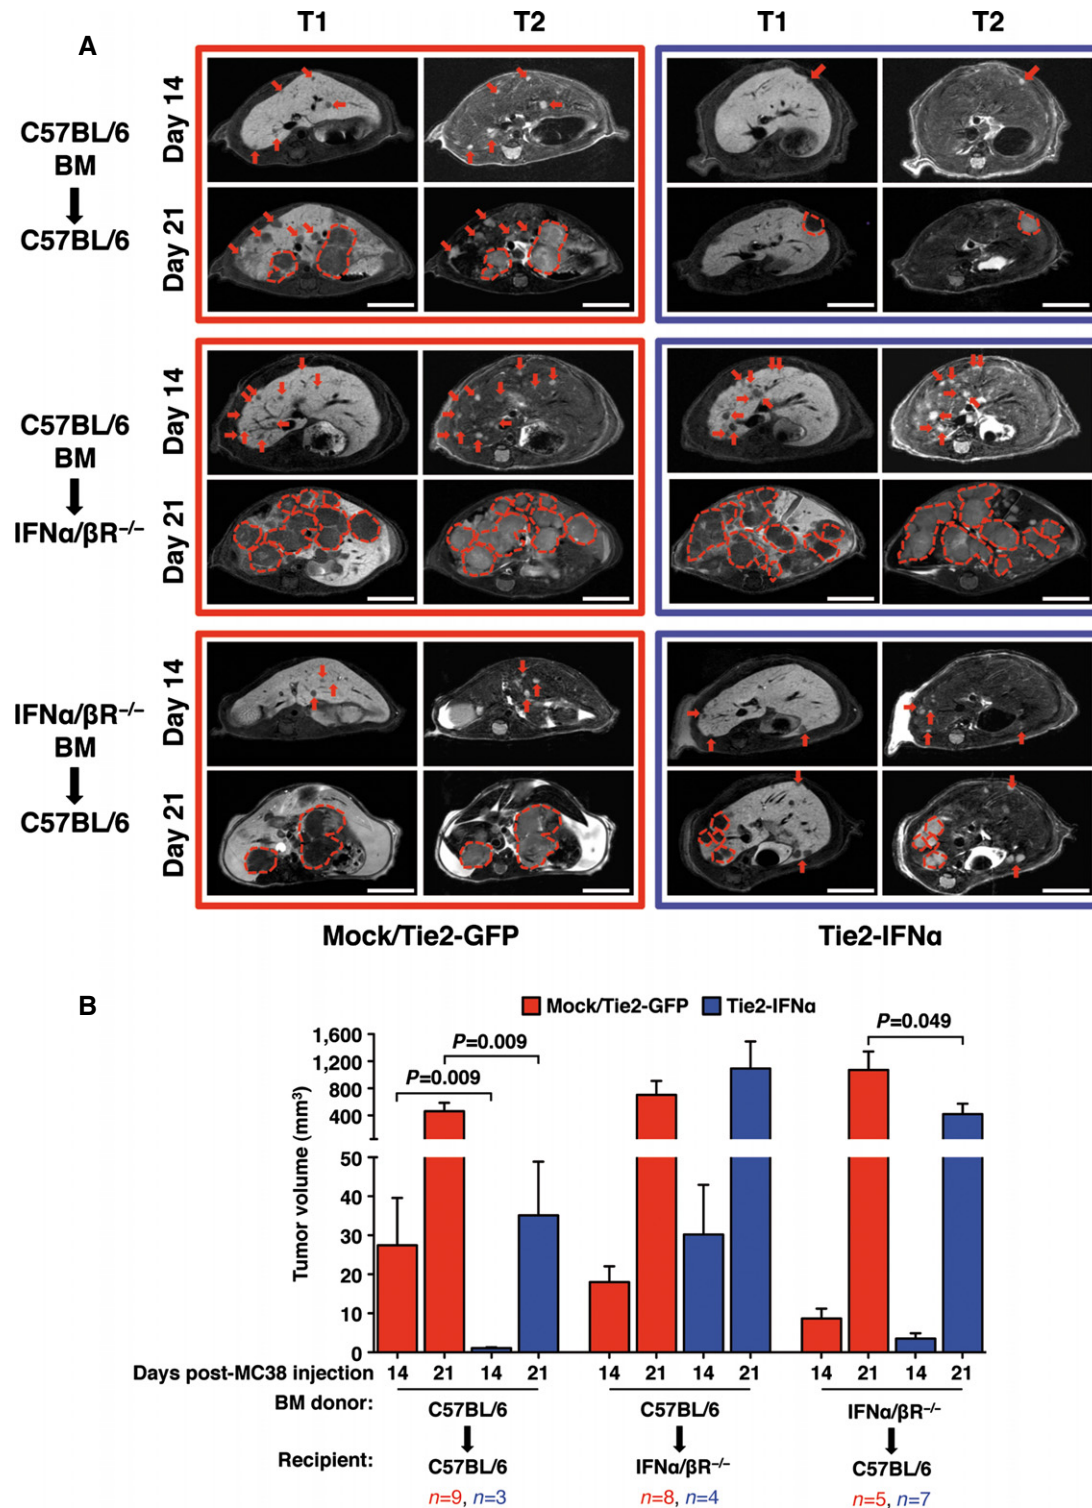 A
T1 T2 T1 T2
C57BL/6
BM
C57BL/6
Day 14
Day 21
C57BL/6
BM
IFNα/βR⁻/⁻
Day 14
Day 21
IFNα/βR⁻/⁻
BM
C57BL/6
Day 14
Day 21
Mock/Tie2-GFP Tie2-IFNα
B
Mock/Tie2-GFP Tie2-IFNα
Tumor volume (mm³)
1,600
1,200
800
400
50
40
30
20
10
0
P=0.009
P=0.009
P=0.049
Days post-MC38 injection 14 21 14 21 14 21 14 21 14 21 14 21
BM donor: C57BL/6 C57BL/6 IFNα/βR⁻/⁻
Recipient: C57BL/6 IFNα/βR⁻/⁻ C57BL/6
n=9, n=3 n=8, n=4 n=5, n=7